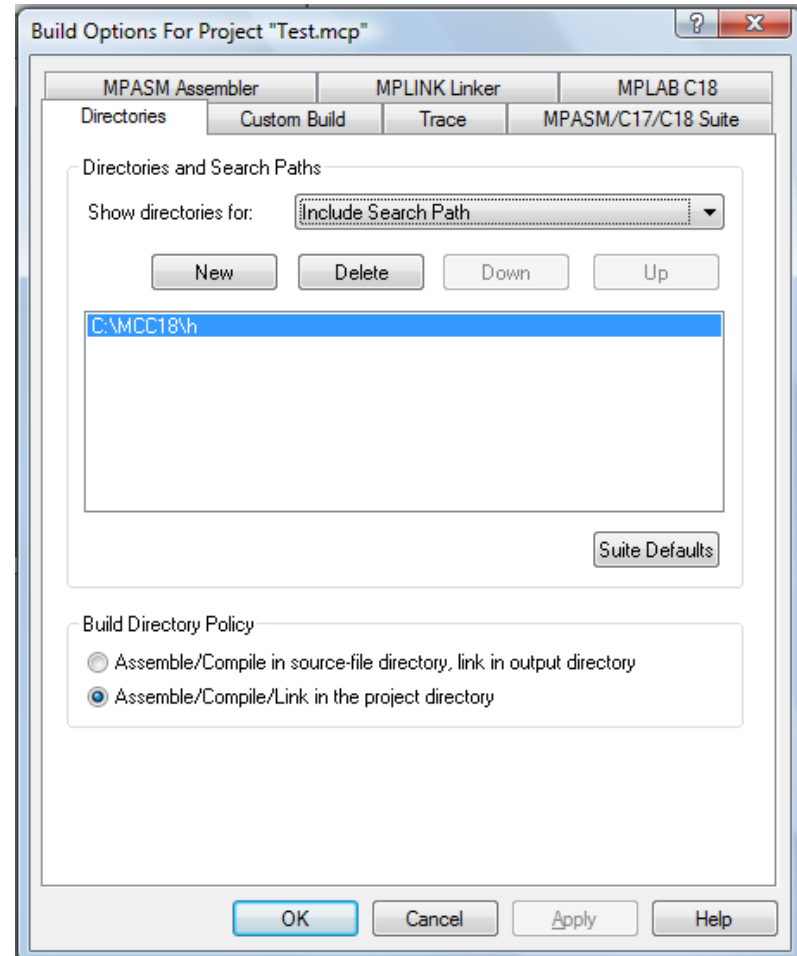 Build Options For Project "Test.mcp"
MPASM Assembler MPLINK Linker MPLAB C18
Directories Custom Build Trace MPASM/C17/C18 Suite
Directories and Search Paths
Show directories for: Include Search Path
New Delete Down Up
C:\MCC18\h
Suite Defaults
Build Directory Policy
Assemble/Compile in source-file directory, link in output directory
Assemble/Compile/Link in the project directory
OK Cancel Apply Help